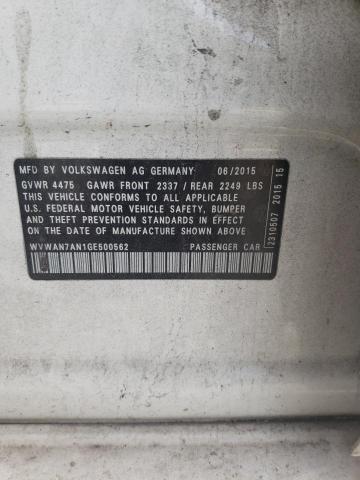 MFD BY VOLKSWAGEN AG GERMANY 06/2015
GVWR 4475 GAWR FRONT 2337 / REAR 2249 LBS
THIS VEHICLE CONFORMS TO ALL APPLICABLE
U.S. FEDERAL MOTOR VEHICLE SAFETY, BUMPER
AND THEFT PREVENTION STANDARDS IN EFFECT
ON THE DATE OF MANUFACTURE SHOWN ABOVE
WVWAN7AN1GE500562 PASSENGER CAR
2310507 2015 15